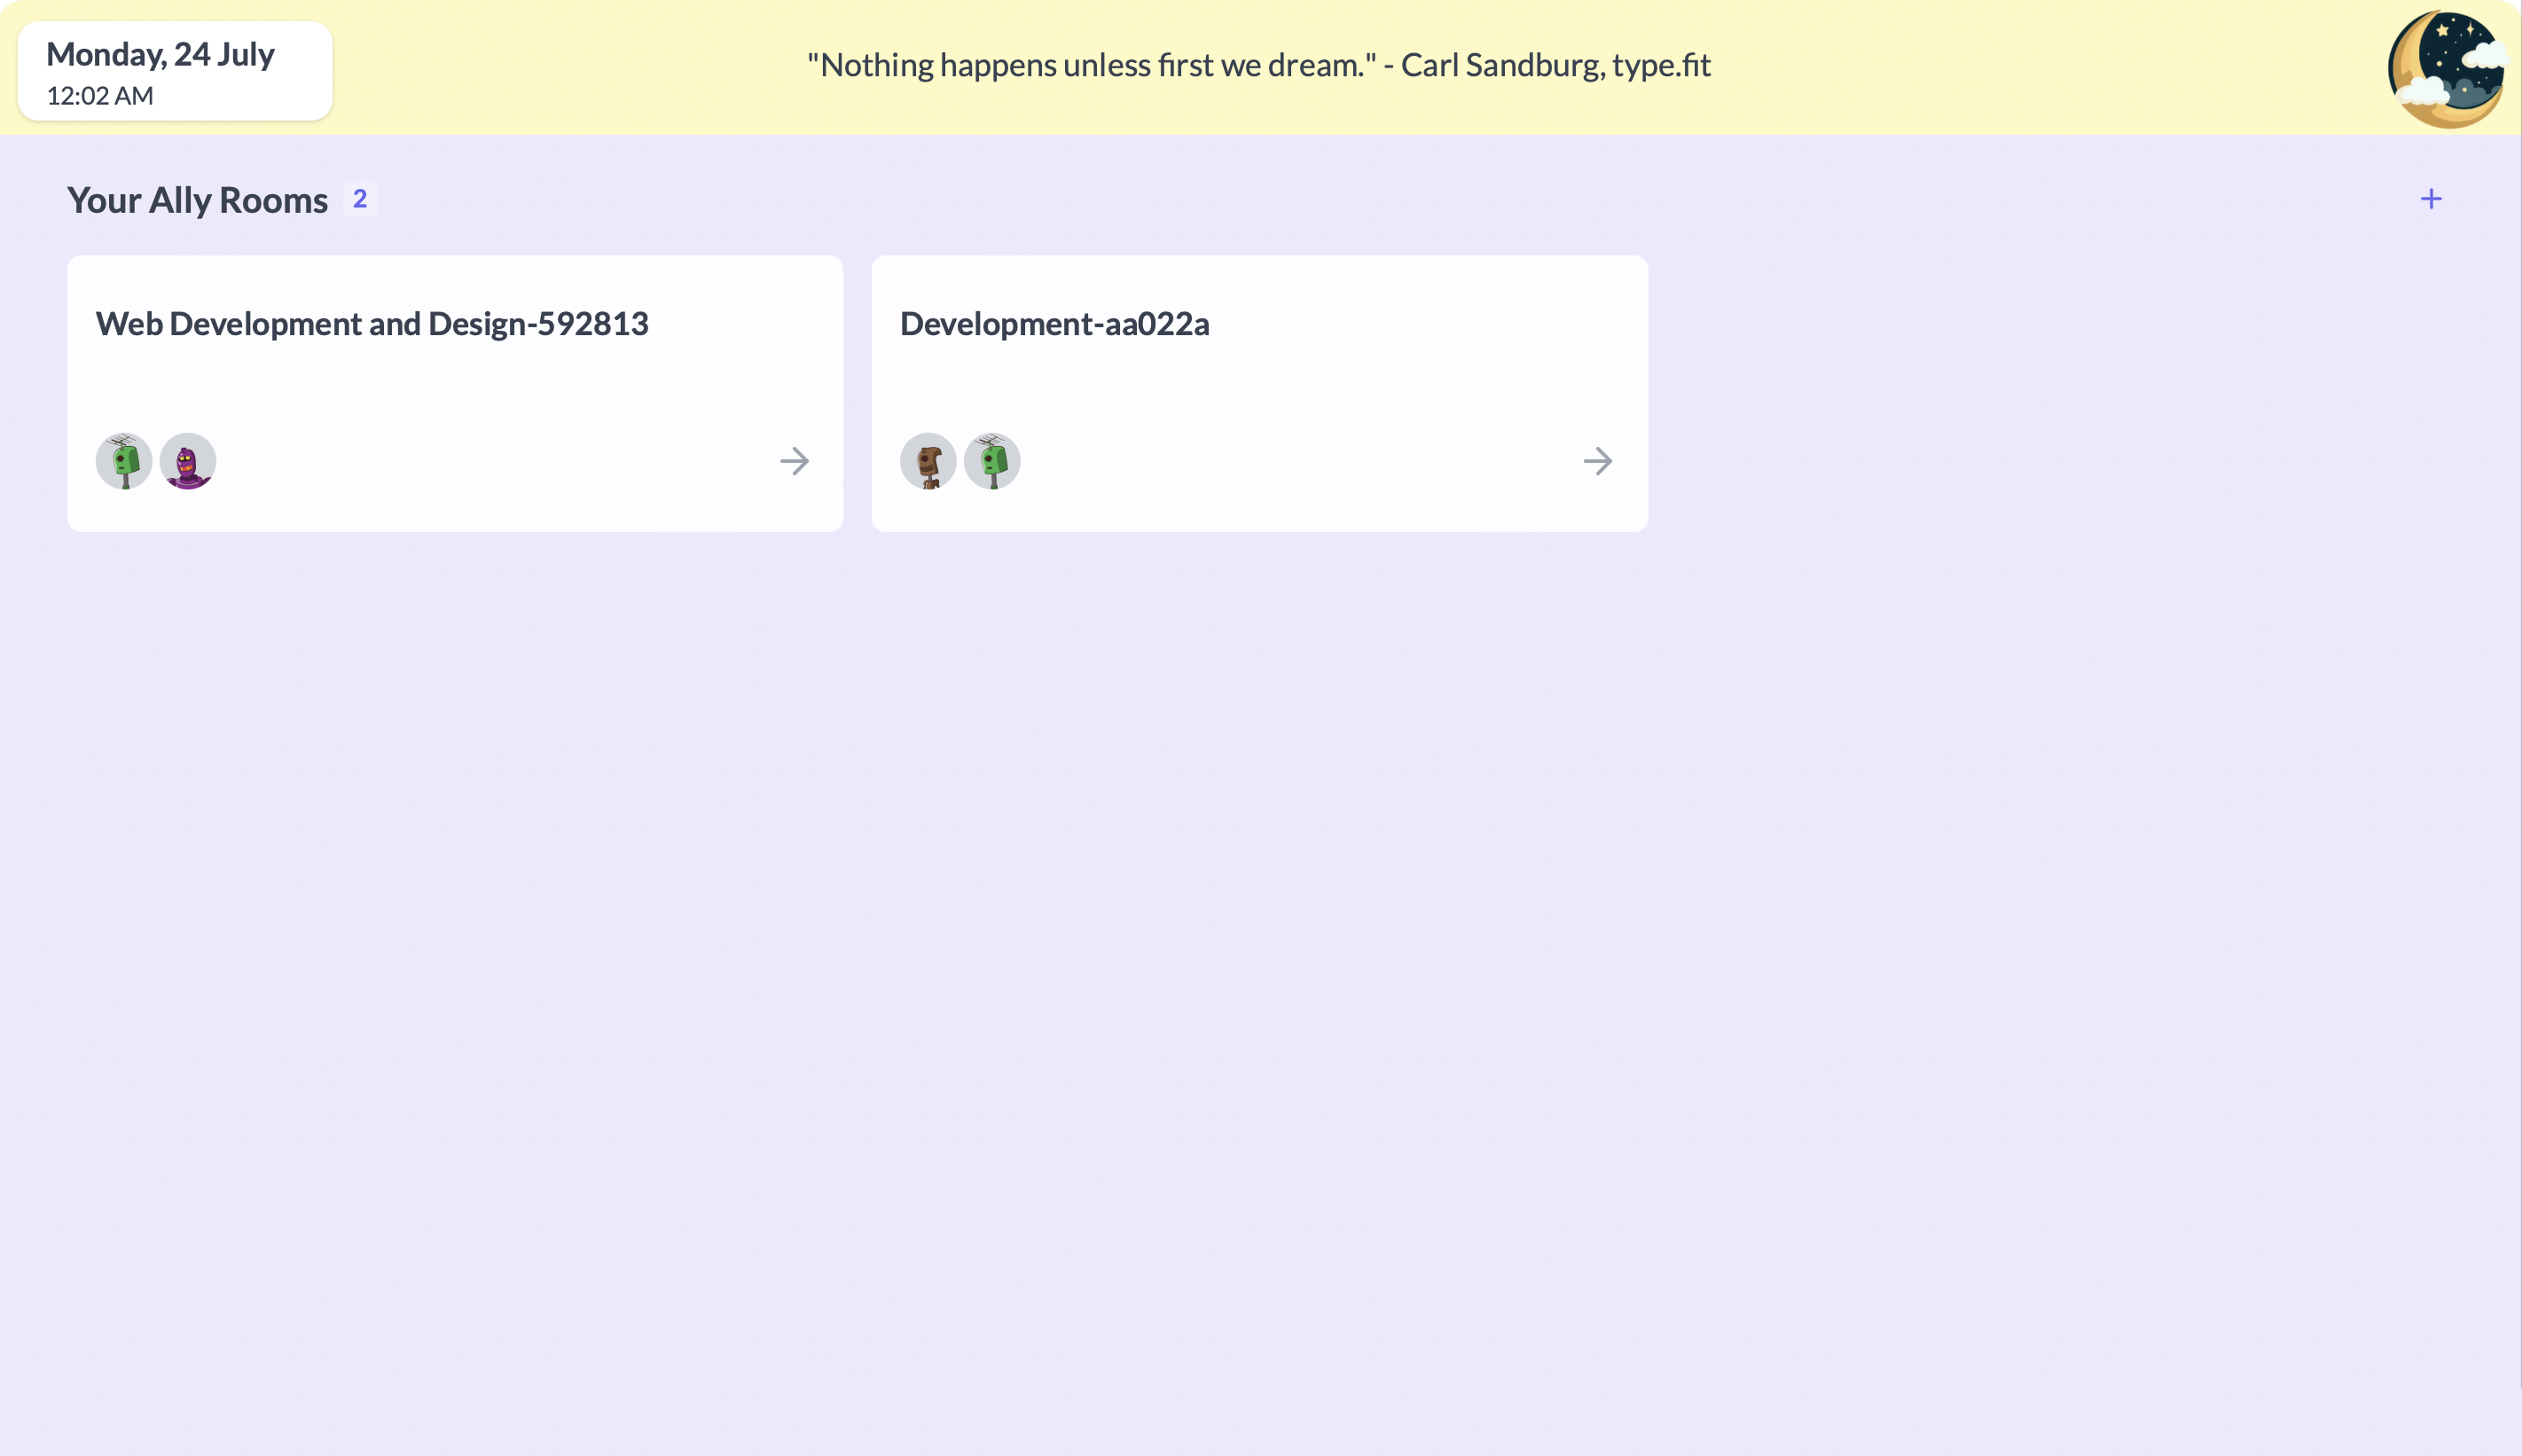 Monday, 24 July
12:02 AM
"Nothing happens unless first we dream." - Carl Sandburg, type.fit
Your Ally Rooms 2
Web Development and Design-592813
Development-aa022a